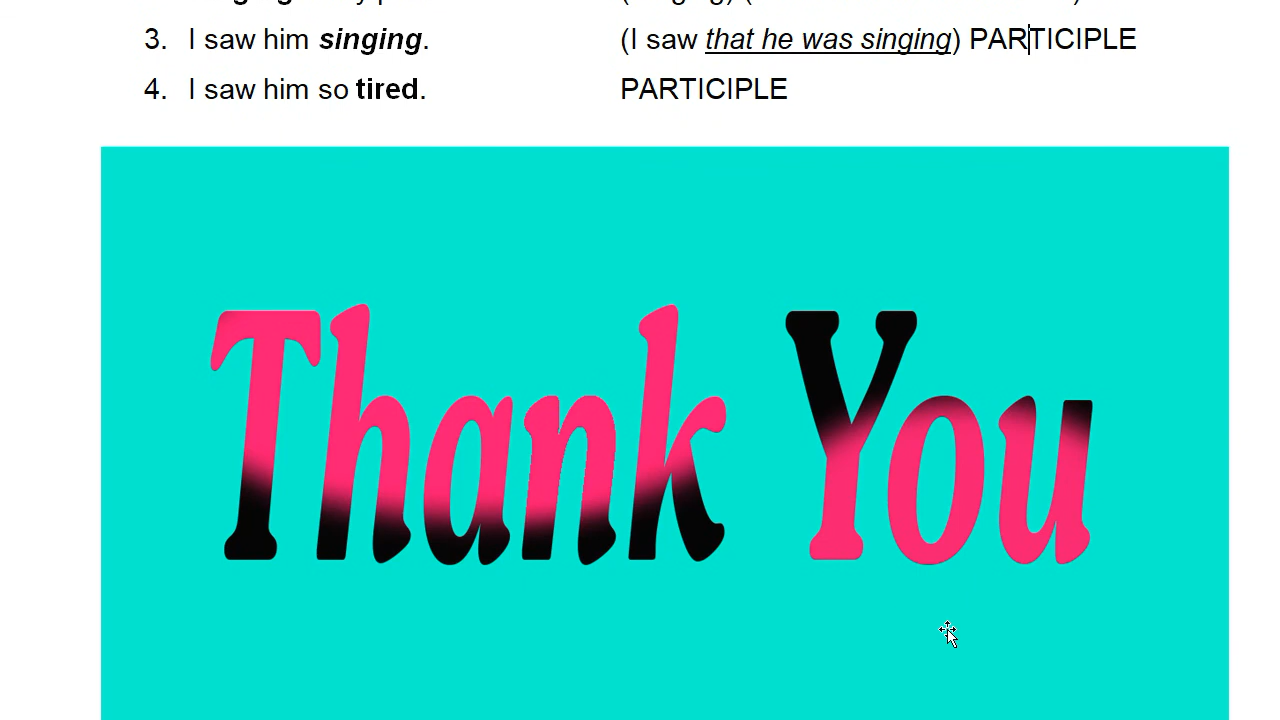 3. I saw him singing. (I saw that he was singing) PARTICIPLE
4. I saw him so tired. PARTICIPLE
Thank You